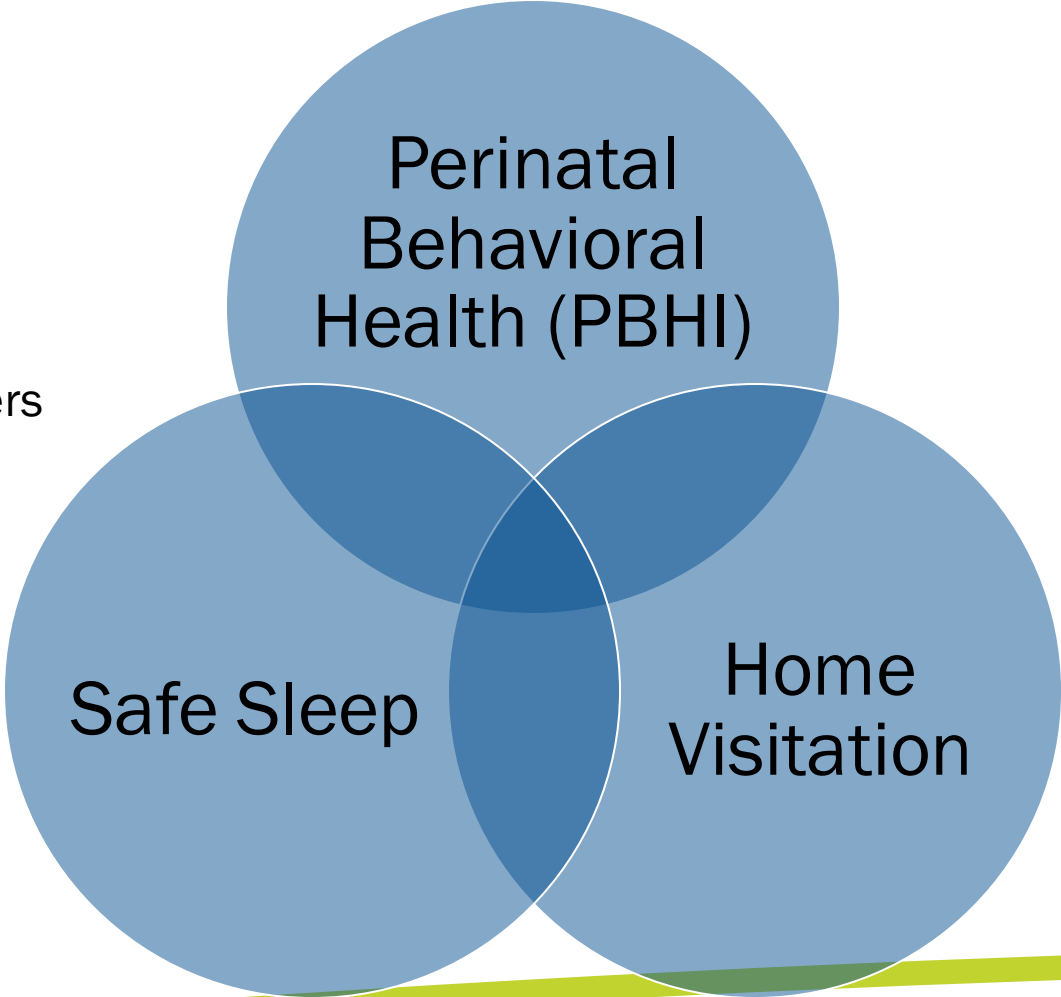 Perinatal
Behavioral
Health (PBHI)
ers
Safe Sleep
Home
Visitation